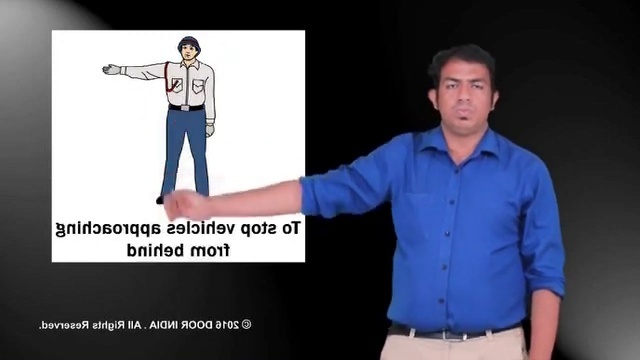 To stop vehicles approaching
from behind
© 2016 DOOR INDIA . All Rights Reserved.